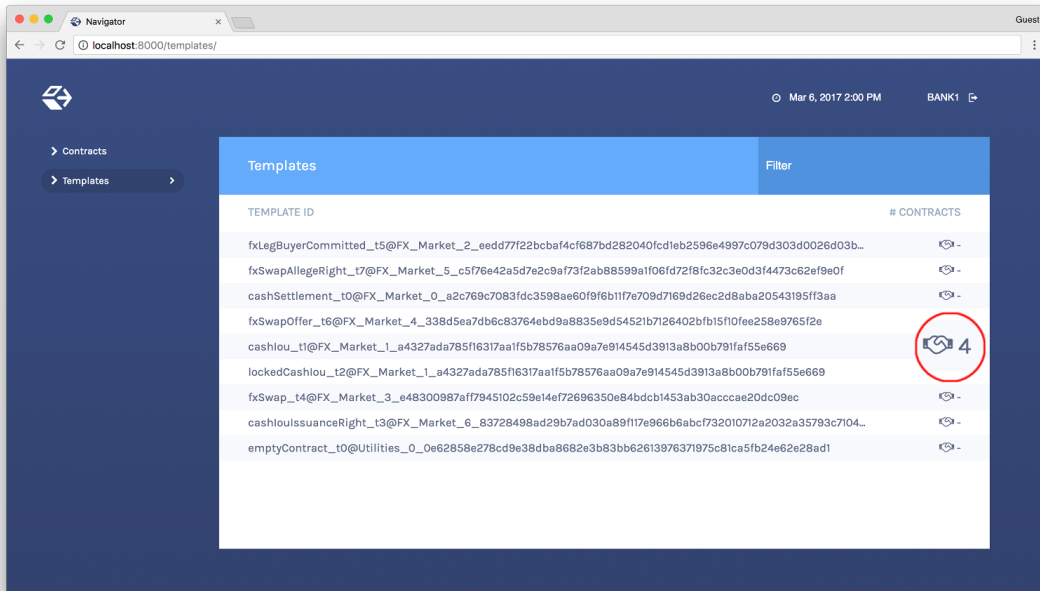 Navigator
Guest
localhost:8000/templates/
Mar 6, 2017 2:00 PM
BANK1
Contracts
Templates
Templates
Filter
TEMPLATE ID
# CONTRACTS
fxLegBuyerCommitted_t5@FX_Market_2_eedd77f22bcbaf4cf687bd282040fcd1eb2596e4997c079d303d0026d03b... -
fxSwapAllegeRight_t7@FX_Market_5_c5f76e42a5d7e2c9af73f2ab88599a1f06fd72f8fc32c3e0d3f4473c62ef9e0f -
cashSettlement_t0@FX_Market_0_a2c769c7083fdc3598ae60f9f6b11f7e709d7169d26ec2d8aba20543195ff3aa -
fxSwapOffer_t6@FX_Market_4_338d5ea7db6c83764ebd9a8835e9d54521b7126402bfb15f10fee258e9765f2e
cashIou_t1@FX_Market_1_a4327ada785f16317aa1f5b78576aa09a7e914545d3913a8b00b791faf55e669 4
lockedCashIou_t2@FX_Market_1_a4327ada785f16317aa1f5b78576aa09a7e914545d3913a8b00b791faf55e669
fxSwap_t4@FX_Market_3_e48300987aff7945102c59e14ef72696350e84bdcb1453ab30acccae20dc09ec -
cashIouIssuanceRight_t3@FX_Market_6_83728498ad29b7ad030a89f117e966b6abcf732010712a2032a35793c7104... -
emptyContract_t0@Utilities_0_0e62858e278cd9e38dba8682e3b83bb62613976371975c81ca5fb24e62e28ad1 -